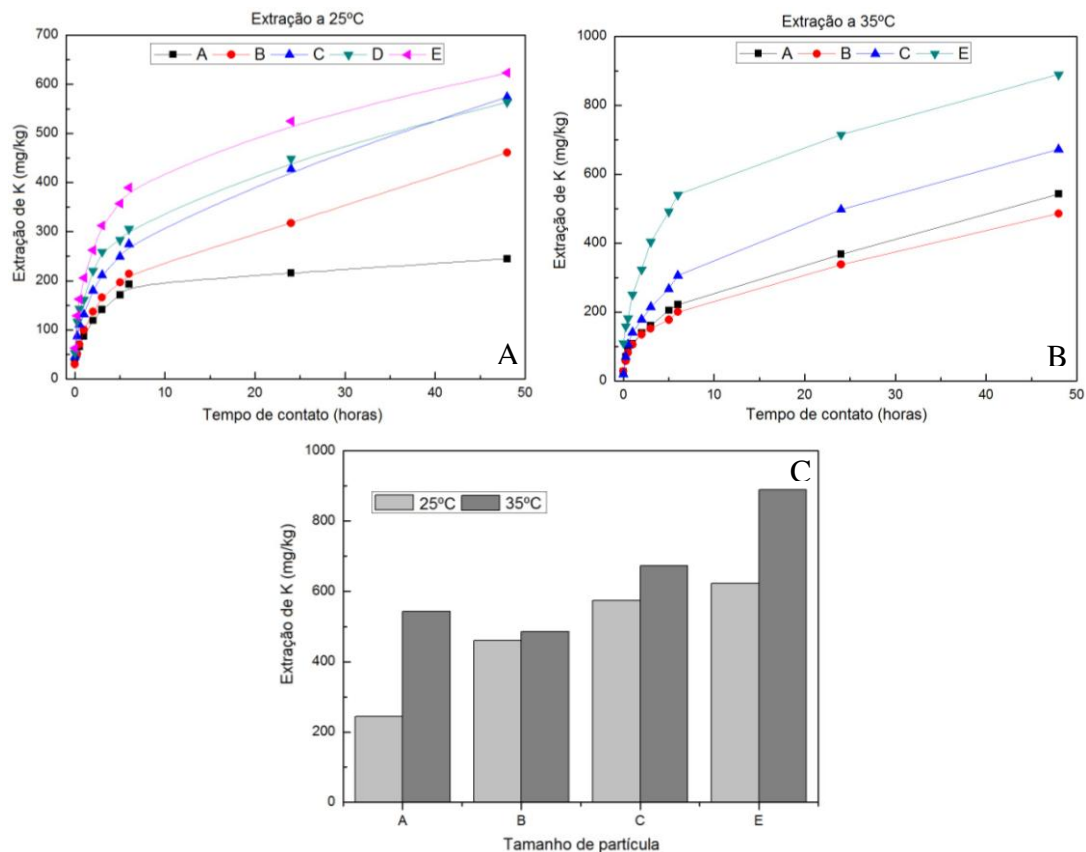 Extração a 25ºC
A B C D E
Extração de K (mg/kg)
700
600
500
400
300
200
100
0
0 10 20 30 40 50
Tempo de contato (horas)
A
Extração a 35ºC
A B C E
Extração de K (mg/kg)
1000
800
600
400
200
0
0 10 20 30 40 50
Tempo de contato (horas)
B
C
25ºC 35ºC
Extração de K (mg/kg)
1000
800
600
400
200
0
A B C E
Tamanho de partícula